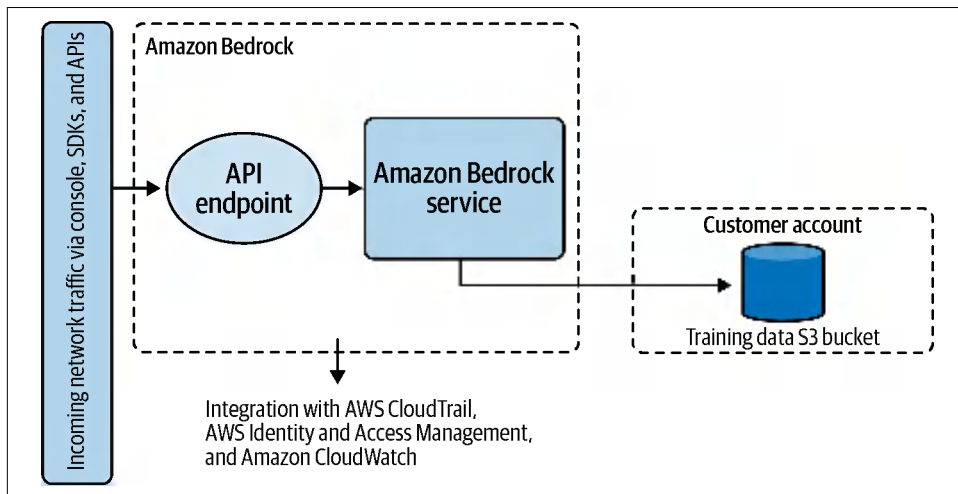 Incoming network traffic via console, SDKs, and APIs
Amazon Bedrock
API
endpoint
Amazon Bedrock
service
Customer account
Training data S3 bucket
Integration with AWS CloudTrail,
AWS Identity and Access Management,
and Amazon CloudWatch